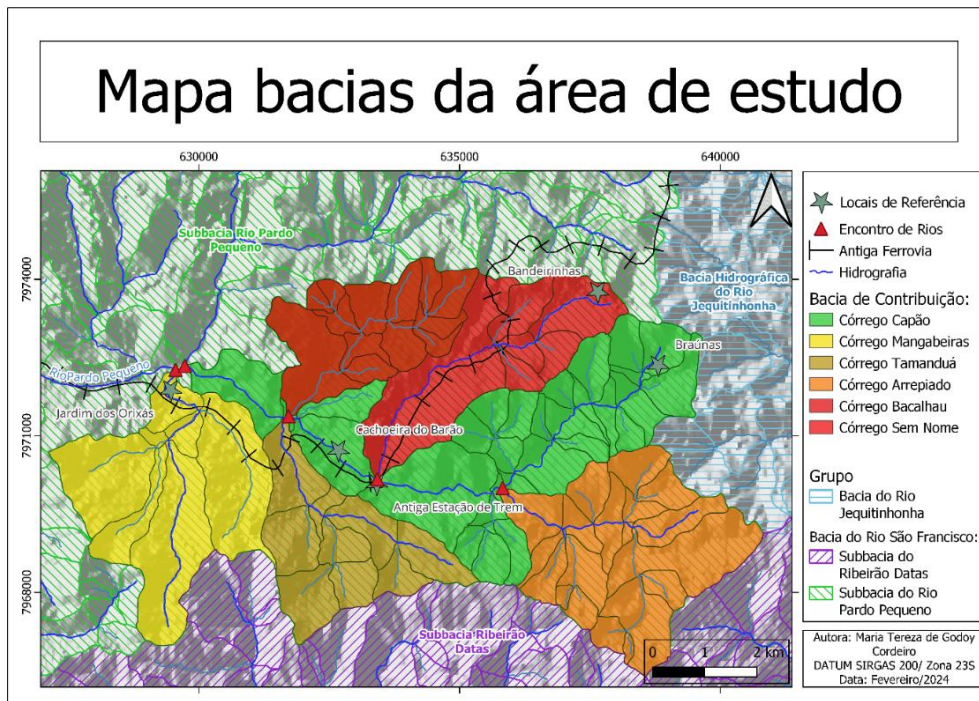 Mapa bacias da área de estudo
630000
635000
640000
7974000
7971000
7968000
Subbacia Rio Pardo
Pequeno
Bandeirinhas
Bacia Hidrográfica
do Rio
Jequitinhonha
Braúnas
RioPardo Pequeno
Jardim dos Orixás
Cachoeira do Barão
Antiga Estação de Trem
Subbacia Ribeirão
Datas
0 1 2 km
Locais de Referência
Encontro de Rios
Antiga Ferrovia
Hidrografia
Bacia de Contribuição:
Córrego Capão
Córrego Mangabeiras
Córrego Tamanduá
Córrego Arrepiado
Córrego Bacalhau
Córrego Sem Nome
Grupo
Bacia do Rio
Jequitinhonha
Bacia do Rio São Francisco:
Subbacia do
Ribeirão Datas
Subbacia do Rio
Pardo Pequeno
Autora: Maria Tereza de Godoy
Cordeiro
DATUM SIRGAS 200/ Zona 23S
Data: Fevereiro/2024